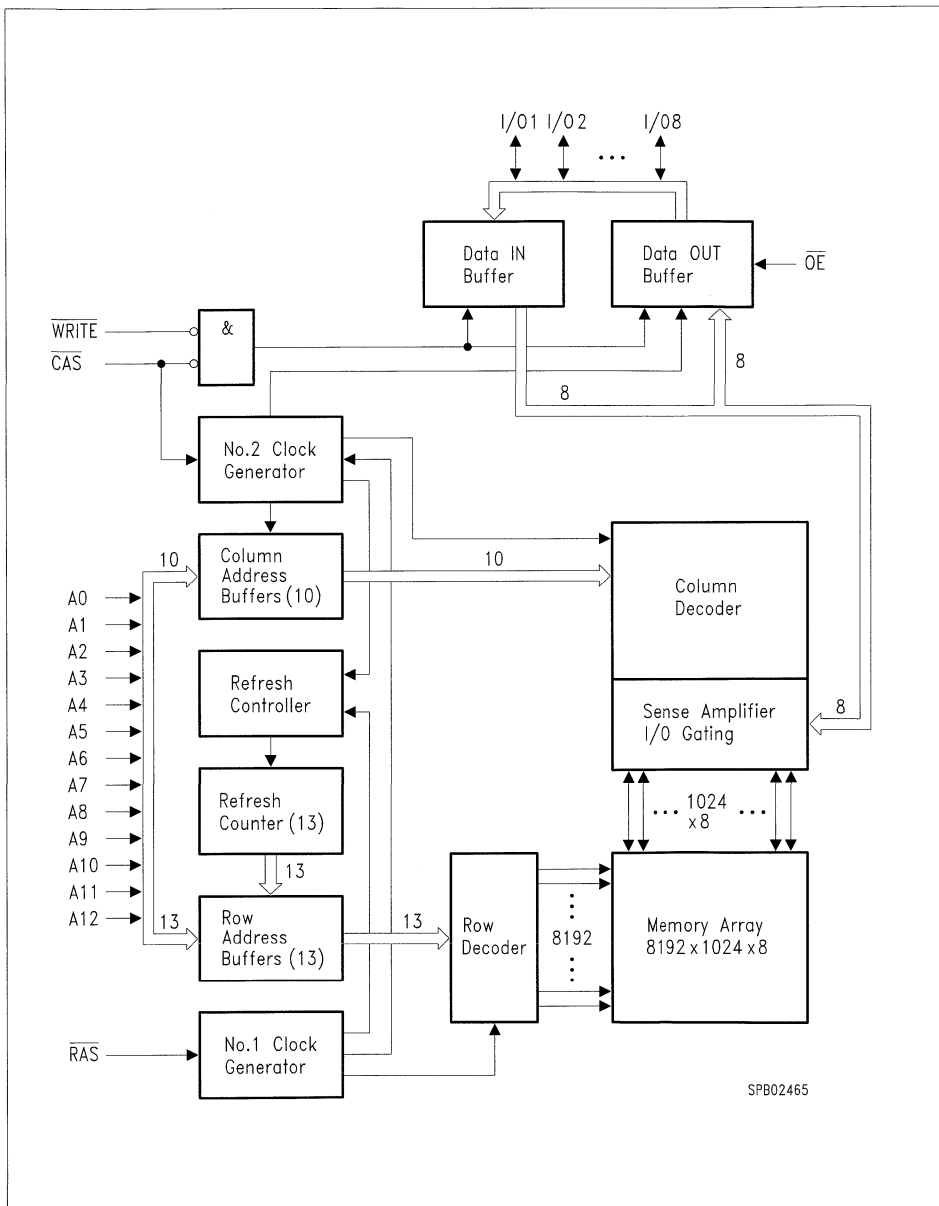 I/O1 I/O2 ... I/O8
Data IN
Buffer
Data OUT
Buffer
OE
WRITE
&
CAS
8
8
No.2 Clock
Generator
10
Column
Address
Buffers (10)
10
Column
Decoder
A0
A1
A2
A3
A4
A5
A6
A7
A8
A9
A10
A11
A12
Refresh
Controller
Sense Amplifier
I/O Gating
8
Refresh
Counter (13)
... 1024 ...
x8
13
13
Row
Address
Buffers (13)
13
Row
Decoder
8192
Memory Array
8192 x 1024 x 8
RAS
No.1 Clock
Generator
SPB02465